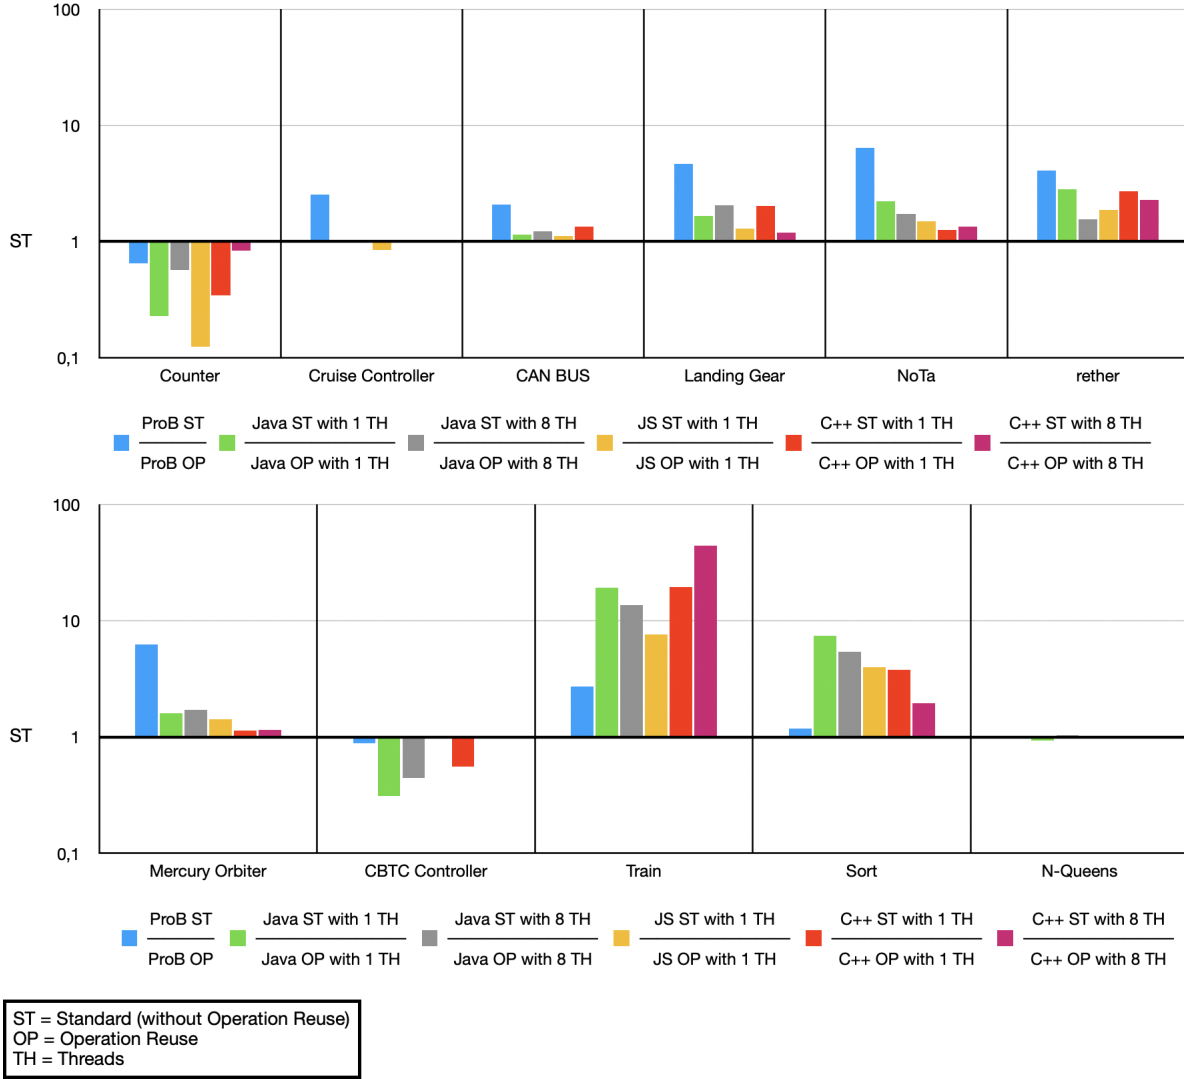 100
10
ST
1
0,1
Counter Cruise Controller CAN BUS Landing Gear NoTa rether
ProB ST Java ST with 1 TH Java ST with 8 TH JS ST with 1 TH C++ ST with 1 TH C++ ST with 8 TH
ProB OP Java OP with 1 TH Java OP with 8 TH JS OP with 1 TH C++ OP with 1 TH C++ OP with 8 TH
100
10
ST
1
0,1
Mercury Orbiter CBTC Controller Train Sort N-Queens
ProB ST Java ST with 1 TH Java ST with 8 TH JS ST with 1 TH C++ ST with 1 TH C++ ST with 8 TH
ProB OP Java OP with 1 TH Java OP with 8 TH JS OP with 1 TH C++ OP with 1 TH C++ OP with 8 TH
ST = Standard (without Operation Reuse)
OP = Operation Reuse
TH = Threads